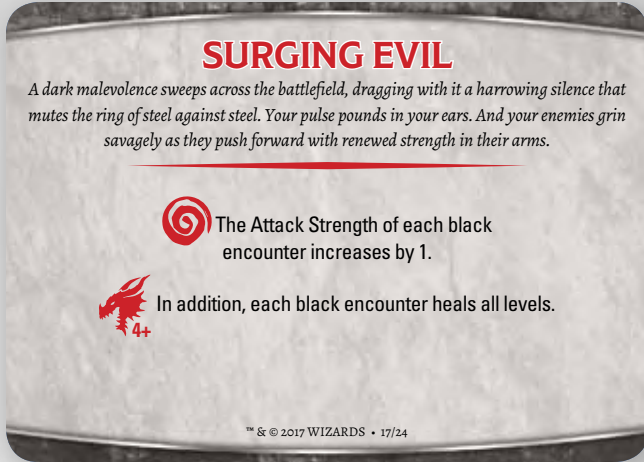 SURGING EVIL
A dark malevolence sweeps across the battlefield, dragging with it a harrowing silence that
mutes the ring of steel against steel. Your pulse pounds in your ears. And your enemies grin
savagely as they push forward with renewed strength in their arms.
The Attack Strength of each black
encounter increases by 1.
In addition, each black encounter heals all levels.
4+
™ & © 2017 WIZARDS • 17/24